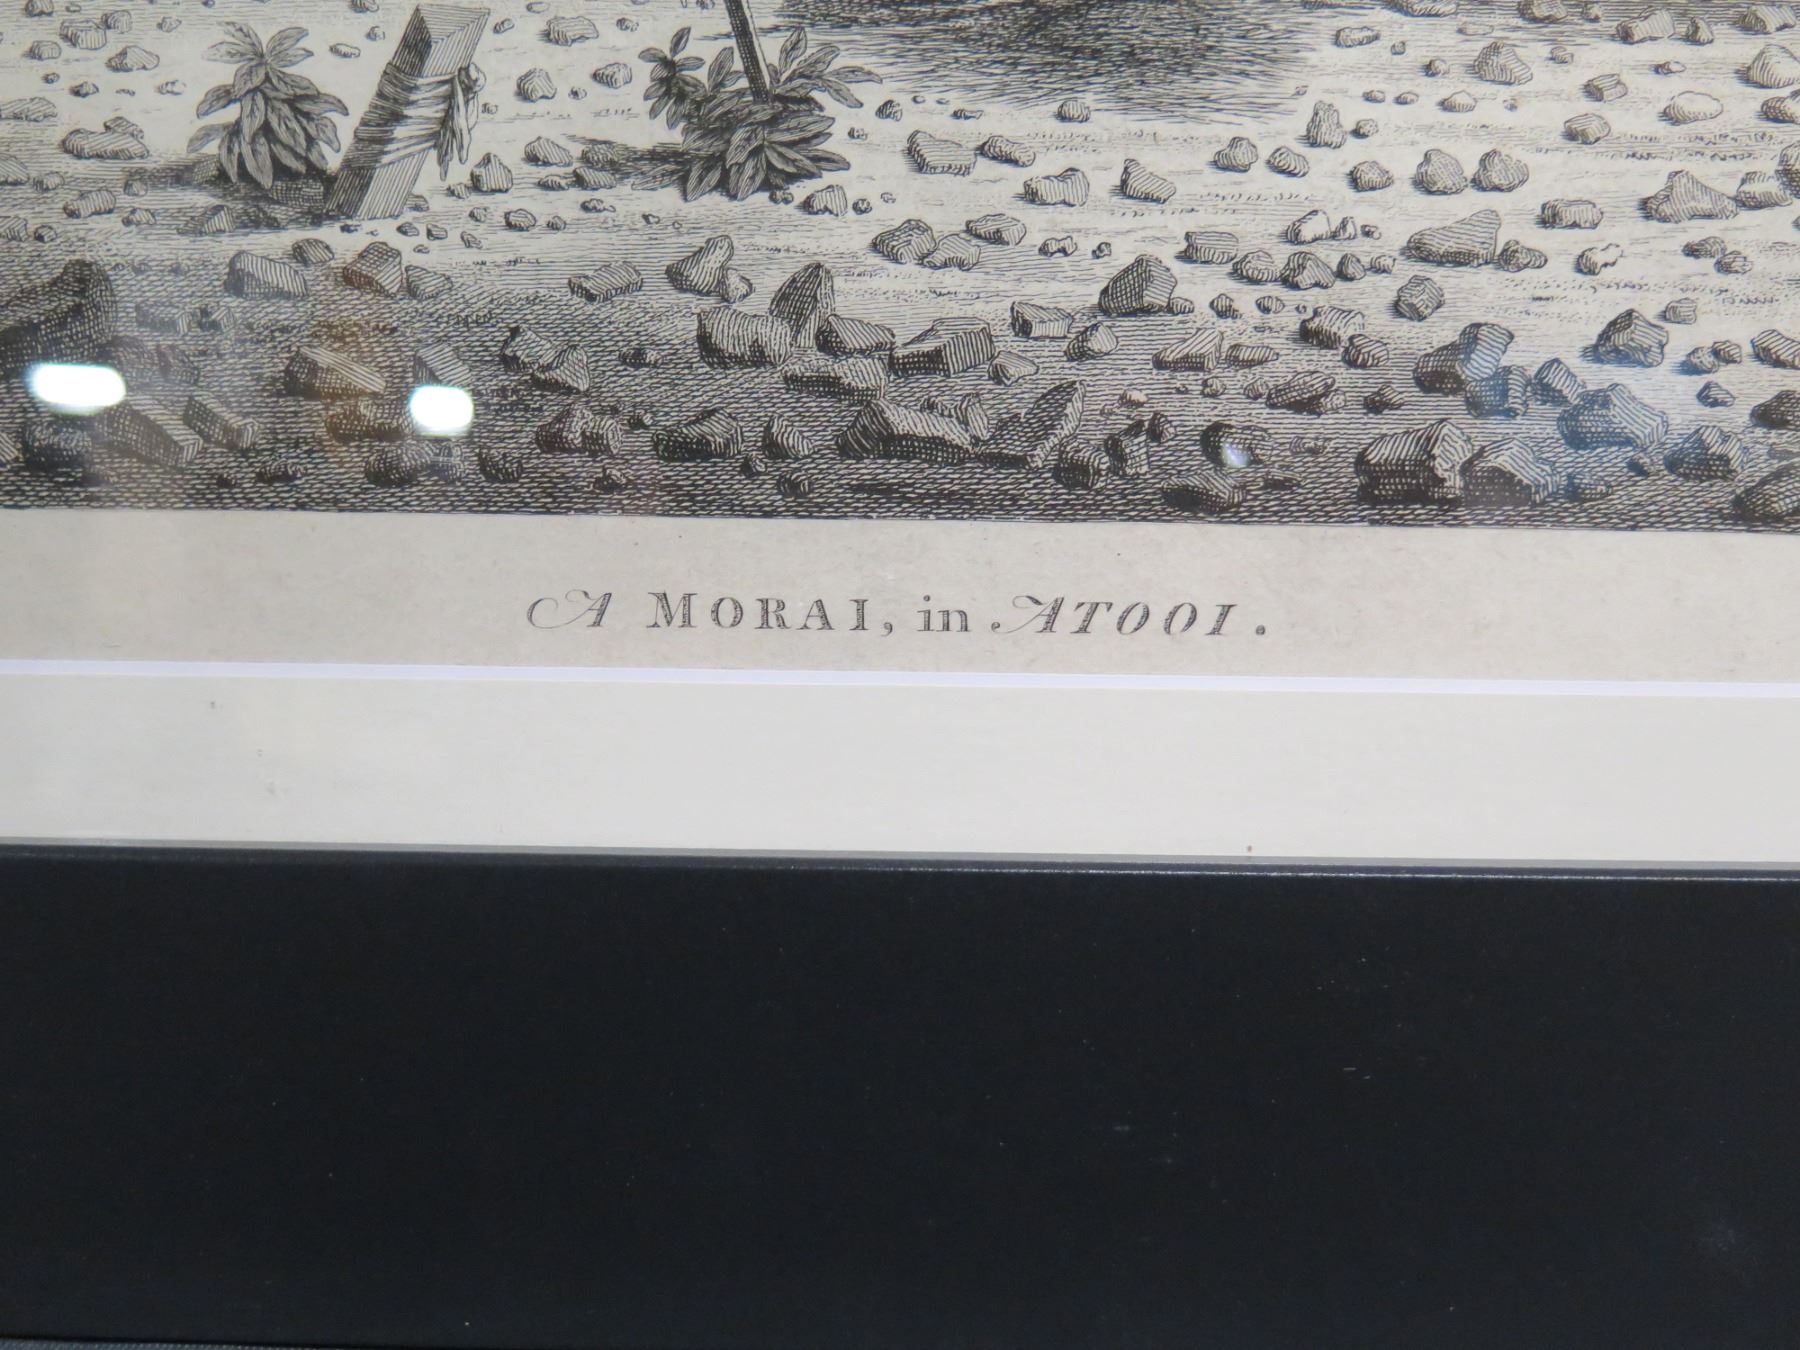 A MORAI, in ATOOI.